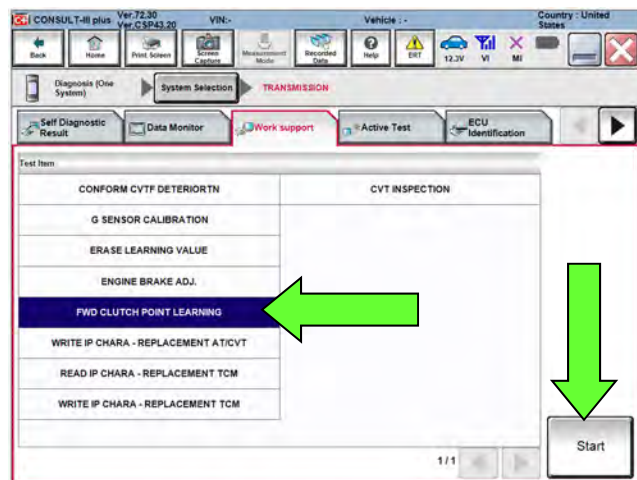 CONSULT-III plus
Ver.72.30
Ver.CSP43.20
VIN:-
Vehicle : -
Country : United
States
Back
Home
Print Screen
Screen
Capture
Measurement
Mode
Recorded
Data
Help
ERT
12.2V
VI
MI
Diagnosis (One
System)
System Selection
TRANSMISSION
Self Diagnostic
Result
Data Monitor
Work support
Active Test
ECU
Identification
Test Item
CONFORM CVTF DETERIORTN
CVT INSPECTION
G SENSOR CALIBRATION
ERASE LEARNING VALUE
ENGINE BRAKE ADJ.
FWD CLUTCH POINT LEARNING
WRITE IP CHARA - REPLACEMENT AT/CVT
READ IP CHARA - REPLACEMENT TCM
WRITE IP CHARA - REPLACEMENT TCM
1/1
Start